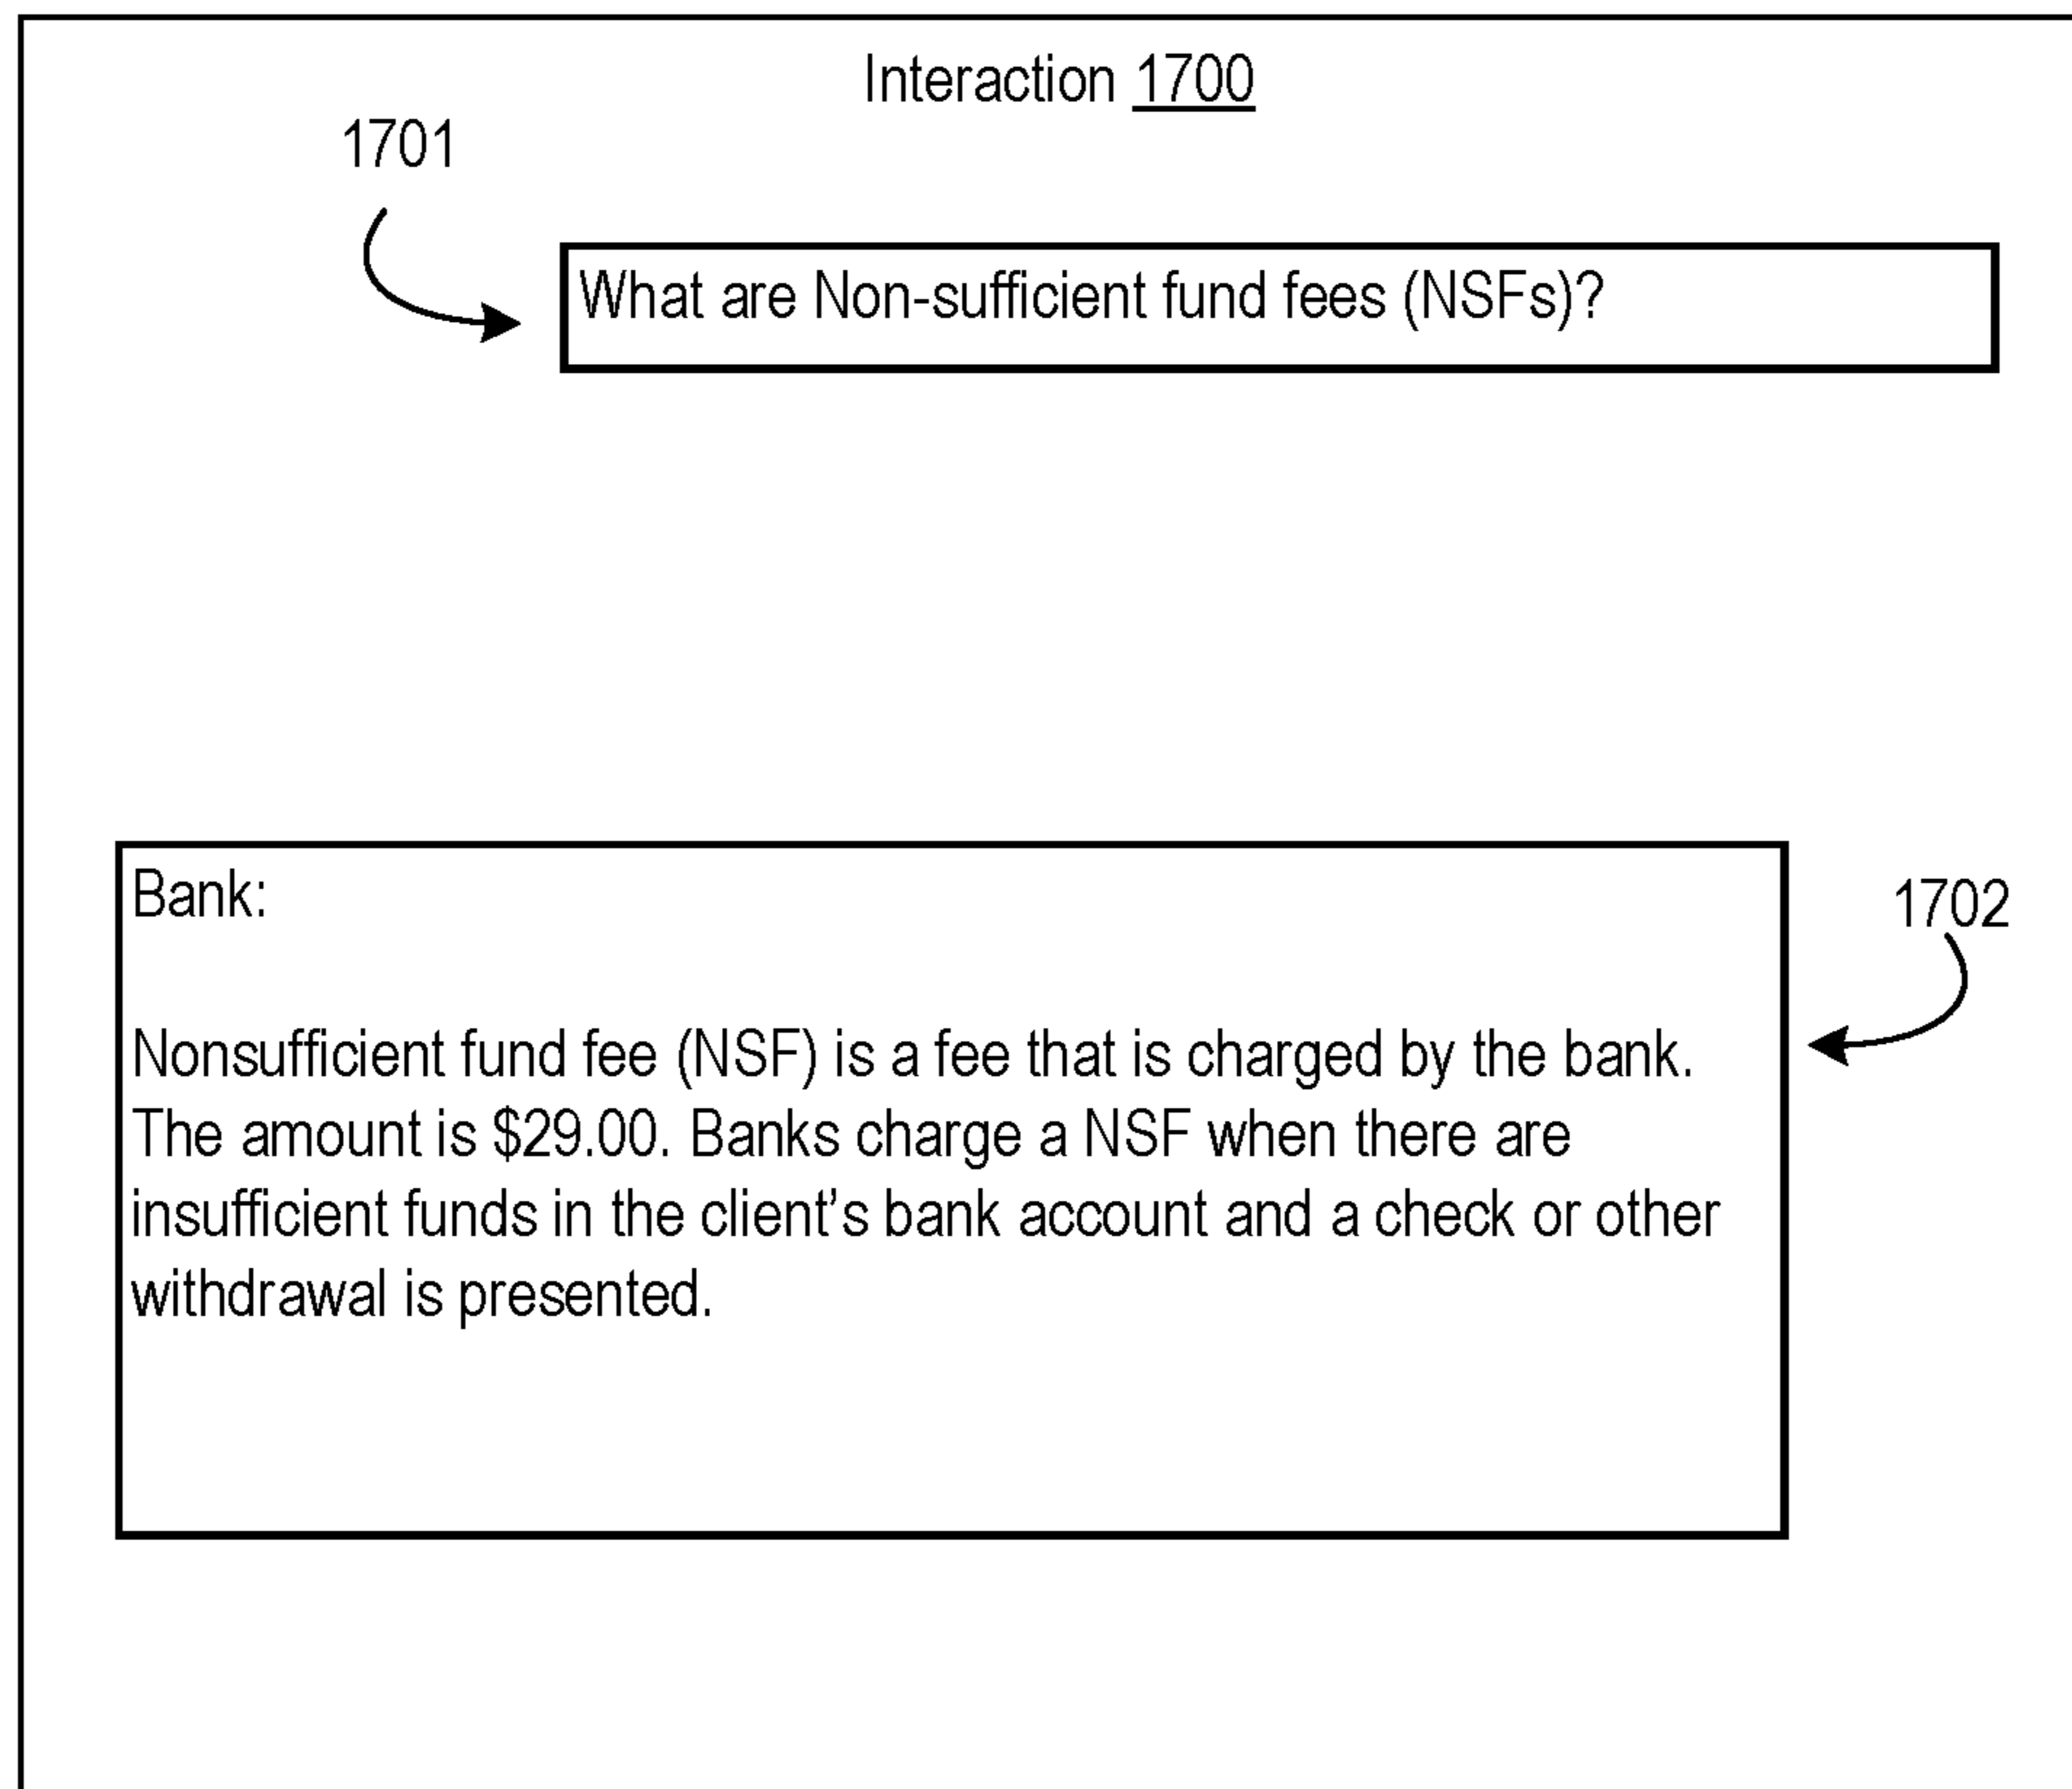 Interaction 1700
1701
What are Non-sufficient fund fees (NSFs)?
Bank:
1702
Nonsufficient fund fee (NSF) is a fee that is charged by the bank.
The amount is $29.00. Banks charge a NSF when there are
insufficient funds in the client's bank account and a check or other
withdrawal is presented.